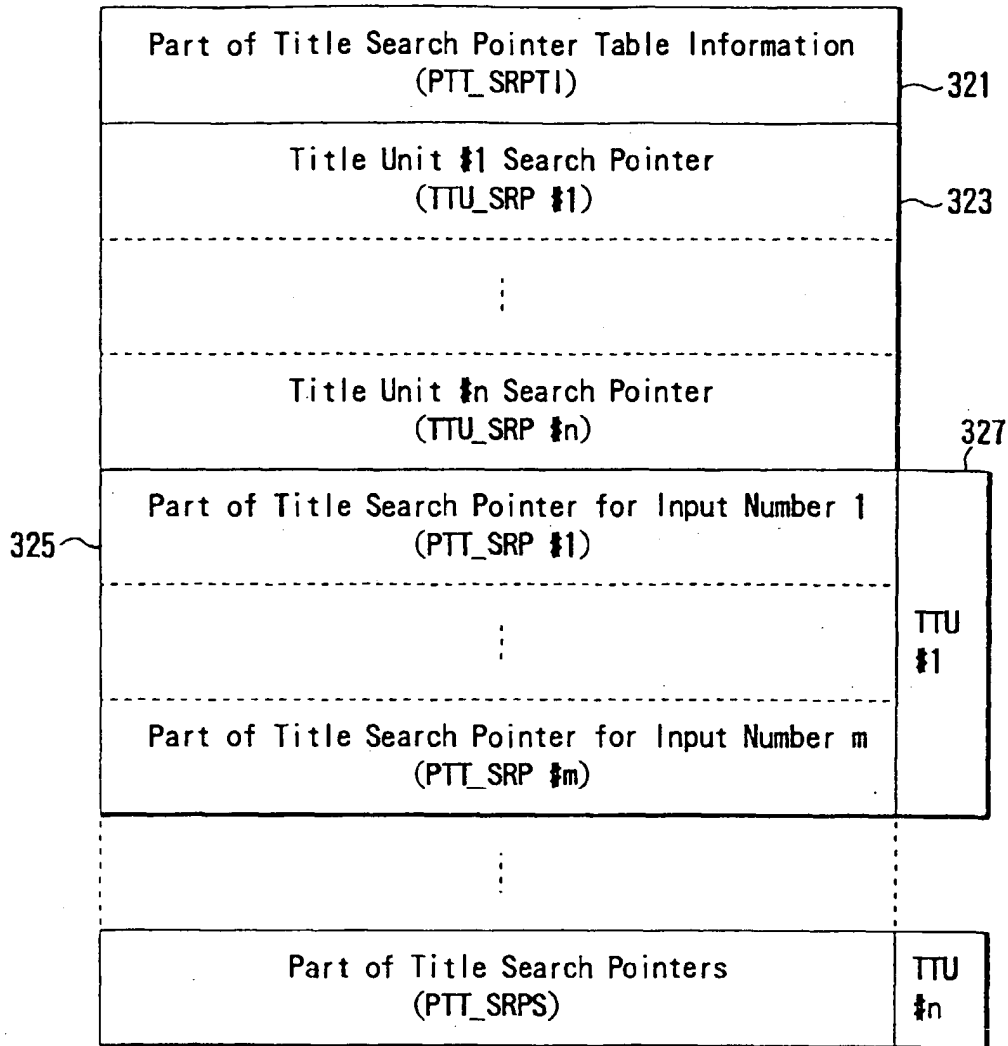 Part of Title Search Pointer Table Information
(PTT_SRPTI)
321
Title Unit #1 Search Pointer
(TTU_SRP #1)
323
Title Unit #n Search Pointer
(TTU_SRP #n)
327
Part of Title Search Pointer for Input Number 1
(PTT_SRP #1)
325
TTU
#1
Part of Title Search Pointer for Input Number m
(PTT_SRP #m)
Part of Title Search Pointers
(PTT_SRPS)
TTU
#n